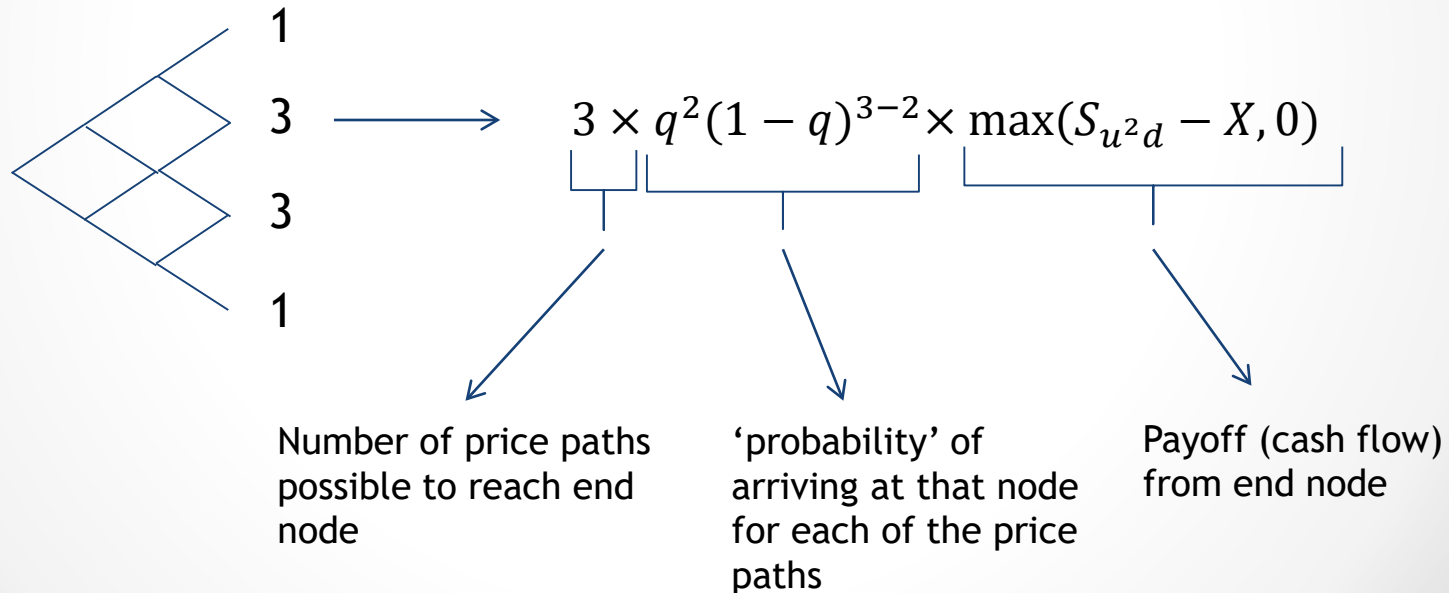 1
3
3
1
3 × q²(1 − q)³⁻² × max(S_{u²d} − X, 0)
Number of price paths
possible to reach end
node
‘probability’ of
arriving at that node
for each of the price
paths
Payoff (cash flow)
from end node